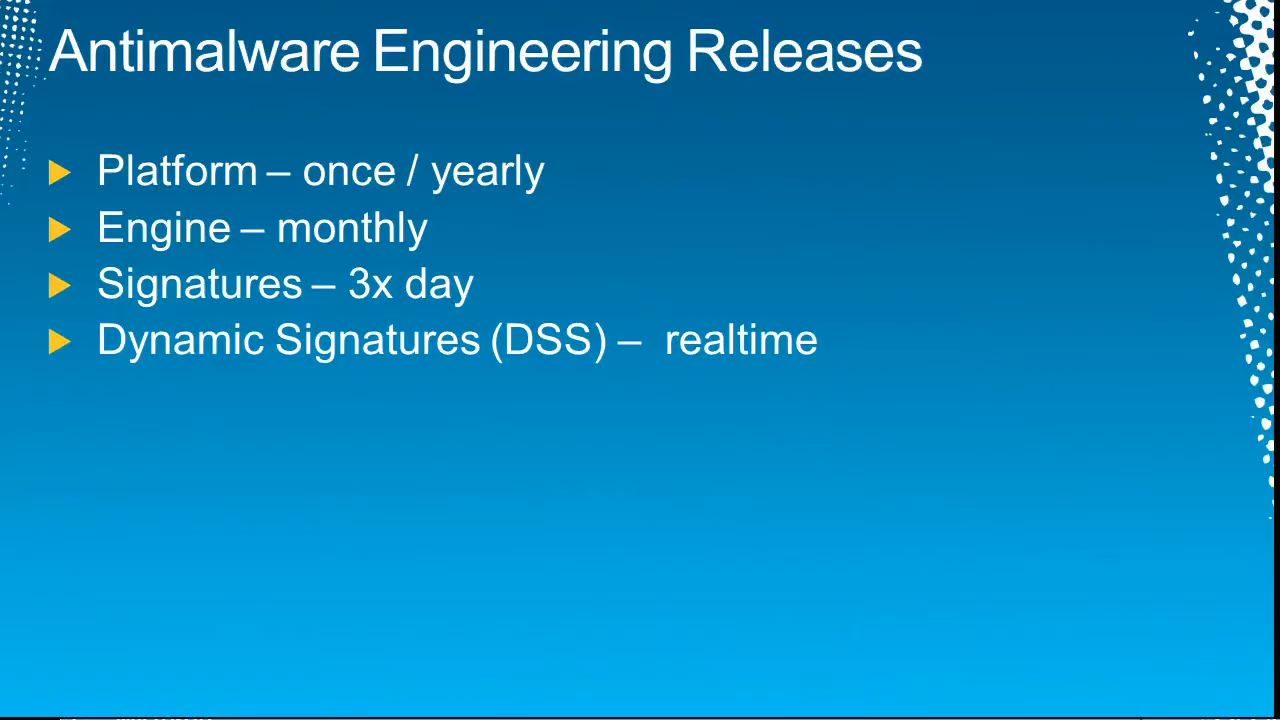 Antimalware Engineering Releases
Platform – once / yearly
Engine – monthly
Signatures – 3x day
Dynamic Signatures (DSS) –  realtime